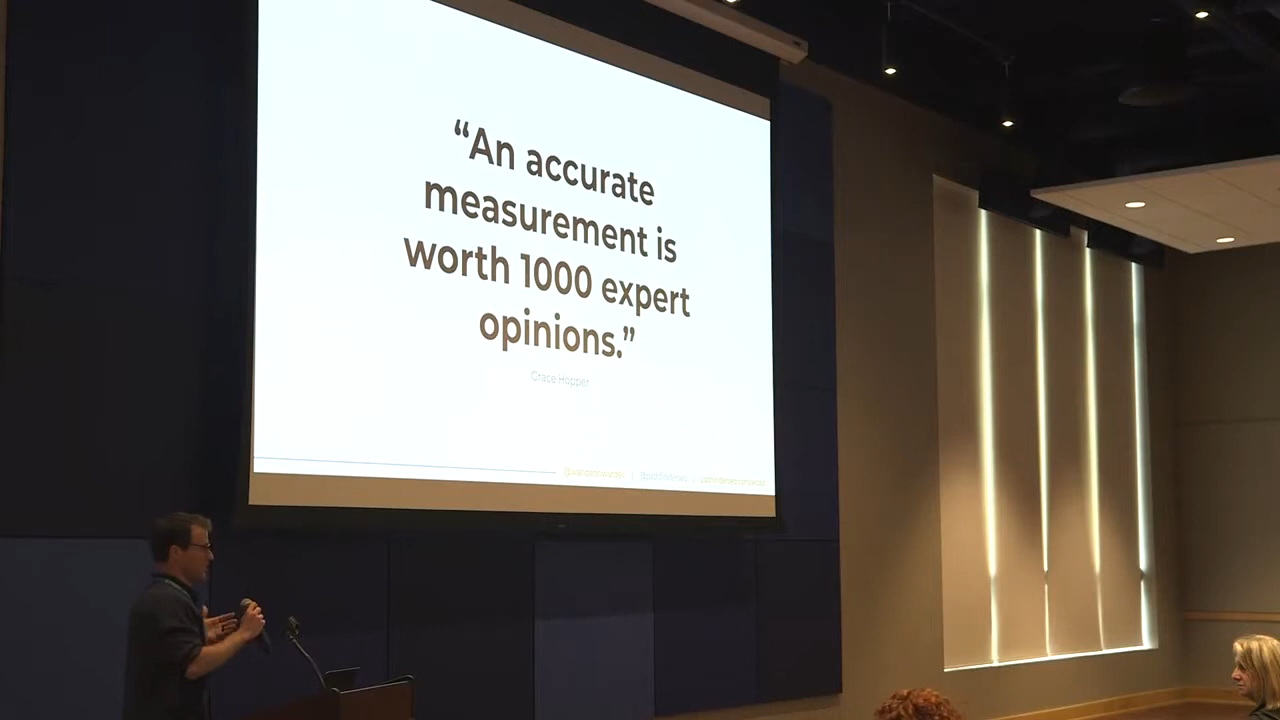 “An accurate
measurement is
worth 1000 expert
opinions.”
Grace Hopper